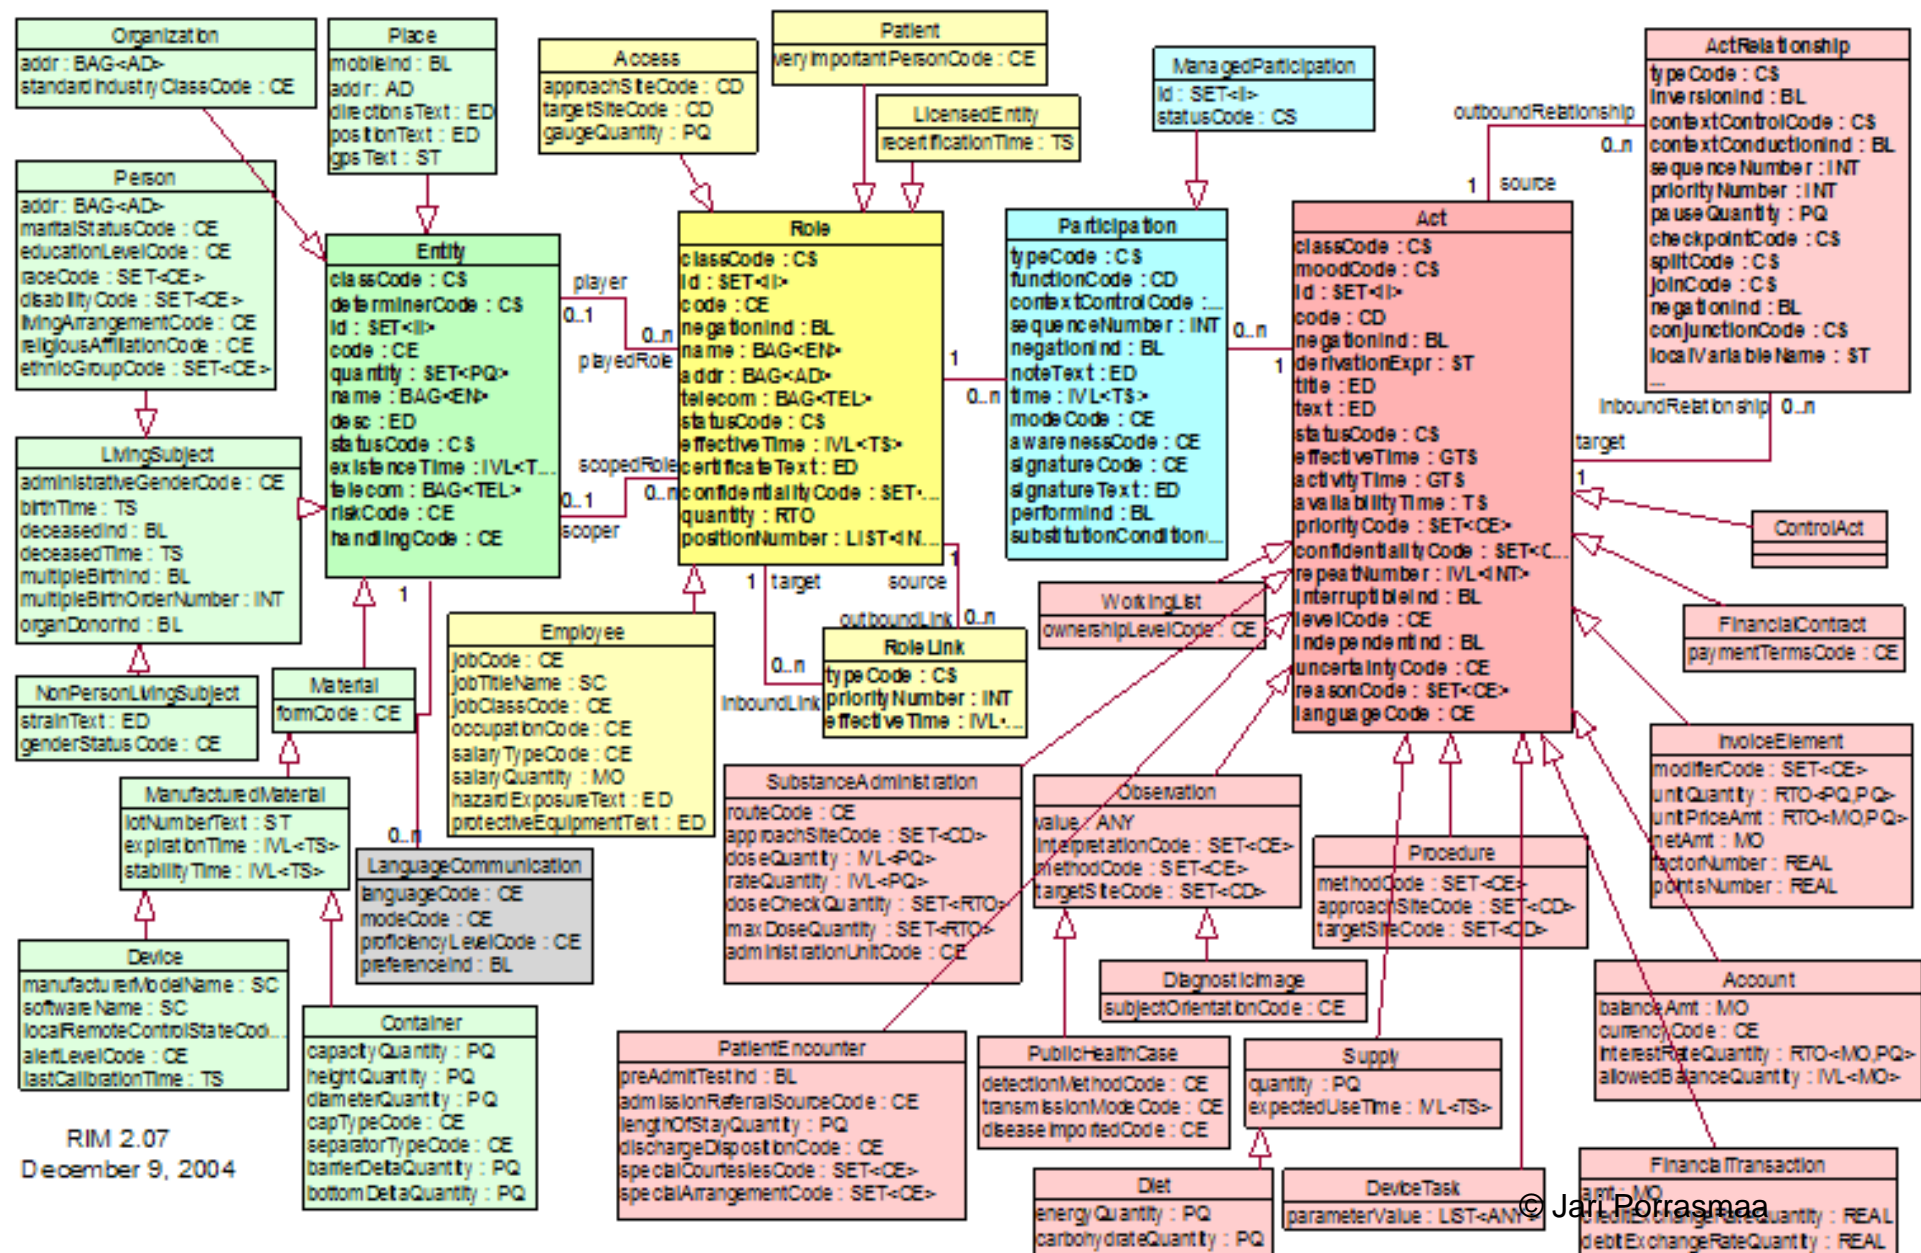 Organization
addr : BAG<AD>
standardIndustryClassCode : CE
Place
mobileInd : BL
addr : AD
directionsText : ED
positionText : ED
gpsText : ST
Access
approachSiteCode : CD
targetSiteCode : CD
gaugeQuantity : PQ
Patient
veryImportantPersonCode : CE
LicensedEntity
recertificationTime : TS
ManagedParticipation
id : SET<II>
statusCode : CS
ActRelationship
typeCode : CS
inversionInd : BL
contextControlCode : CS
contextConductionInd : BL
sequenceNumber : INT
priorityNumber : INT
pauseQuantity : PQ
checkpointCode : CS
splitCode : CS
joinCode : CS
negationInd : BL
conjunctionCode : CS
localVariableName : ST
...
outboundRelationship
0..n
1
source
Person
addr : BAG<AD>
maritalStatusCode : CE
educationLevelCode : CE
raceCode : SET<CE>
disabilityCode : SET<CE>
livingArrangementCode : CE
religiousAffiliationCode : CE
ethnicGroupCode : SET<CE>
Entity
classCode : CS
determinerCode : CS
id : SET<II>
code : CE
quantity : SET<PQ>
name : BAG<EN>
desc : ED
statusCode : CS
existenceTime : IVL<T...
telecom : BAG<TEL>
riskCode : CE
handlingCode : CE
player
0..1
0..n
playedRole
scopedRole
0..1
0..n
scoper
Role
classCode : CS
id : SET<II>
code : CE
negationInd : BL
name : BAG<EN>
addr : BAG<AD>
telecom : BAG<TEL>
statusCode : CS
effectiveTime : IVL<TS>
certificateText : ED
confidentialityCode : SET<...
quantity : RTO
positionNumber : LIST<IN...
1
0..n
Participation
typeCode : CS
functionCode : CD
contextControlCode :...
sequenceNumber : INT
negationInd : BL
noteText : ED
time : IVL<TS>
modeCode : CE
awarenessCode : CE
signatureCode : CE
signatureText : ED
performInd : BL
substitutionCondition...
0..n
1
Act
classCode : CS
moodCode : CS
id : SET<II>
code : CD
negationInd : BL
derivationExpr : ST
title : ED
text : ED
statusCode : CS
effectiveTime : GTS
activityTime : GTS
availabilityTime : TS
priorityCode : SET<CE>
confidentialityCode : SET<C...
repeatNumber : IVL<INT>
interruptibleInd : BL
levelCode : CE
independentInd : BL
uncertaintyCode : CE
reasonCode : SET<CE>
languageCode : CE
inboundRelationship 0..n
target
1
ControlAct
FinancialContract
paymentTermsCode : CE
LivingSubject
administrativeGenderCode : CE
birthTime : TS
deceasedInd : BL
deceasedTime : TS
multipleBirthInd : BL
multipleBirthOrderNumber : INT
organDonorInd : BL
NonPersonLivingSubject
strainText : ED
genderStatusCode : CE
Material
formCode : CE
1
0..n
Employee
jobCode : CE
jobTitleName : SC
jobClassCode : CE
occupationCode : CE
salaryTypeCode : CE
salaryQuantity : MO
hazardExposureText : ED
protectiveEquipmentText : ED
1
target
source
1
outboundLink
0..n
0..n
inboundLink
RoleLink
typeCode : CS
priorityNumber : INT
effectiveTime : IVL<...
WorkingList
ownershipLevelCode : CE
ManufacturedMaterial
lotNumberText : ST
expirationTime : IVL<TS>
stabilityTime : IVL<TS>
LanguageCommunication
languageCode : CE
modeCode : CE
proficiencyLevelCode : CE
preferenceInd : BL
SubstanceAdministration
routeCode : CE
approachSiteCode : SET<CD>
doseQuantity : IVL<PQ>
rateQuantity : IVL<PQ>
doseCheckQuantity : SET<RTO>
maxDoseQuantity : SET<RTO>
administrationUnitCode : CE
Observation
value : ANY
interpretationCode : SET<CE>
methodCode : SET<CE>
targetSiteCode : SET<CD>
Procedure
methodCode : SET<CE>
approachSiteCode : SET<CD>
targetSiteCode : SET<CD>
InvoiceElement
modifierCode : SET<CE>
unitQuantity : RTO<PQ,PQ>
unitPriceAmt : RTO<MO,PQ>
netAmt : MO
factorNumber : REAL
pointsNumber : REAL
Device
manufacturerModelName : SC
softwareName : SC
localRemoteControlStateCod...
alertLevelCode : CE
lastCalibrationTime : TS
Container
capacityQuantity : PQ
heightQuantity : PQ
diameterQuantity : PQ
capTypeCode : CE
separatorTypeCode : CE
barrierDeltaQuantity : PQ
bottomDeltaQuantity : PQ
DiagnosticImage
subjectOrientationCode : CE
Account
balanceAmt : MO
currencyCode : CE
interestRateQuantity : RTO<MO,PQ>
allowedBalanceQuantity : IVL<MO>
PatientEncounter
preAdmitTestInd : BL
admissionReferralSourceCode : CE
lengthOfStayQuantity : PQ
dischargeDispositionCode : CE
specialCourtesiesCode : SET<CE>
specialArrangementCode : SET<CE>
PublicHealthCase
detectionMethodCode : CE
transmissionModeCode : CE
diseaseImportedCode : CE
Supply
quantity : PQ
expectedUseTime : IVL<TS>
Diet
energyQuantity : PQ
carbohydrateQuantity : PQ
DeviceTask
parameterValue : LIST<ANY>
FinancialTransaction
amt : MO
creditExchangeRateQuantity : REAL
debitExchangeRateQuantity : REAL
RIM 2.07
December 9, 2004
© Jari Porrasmaa